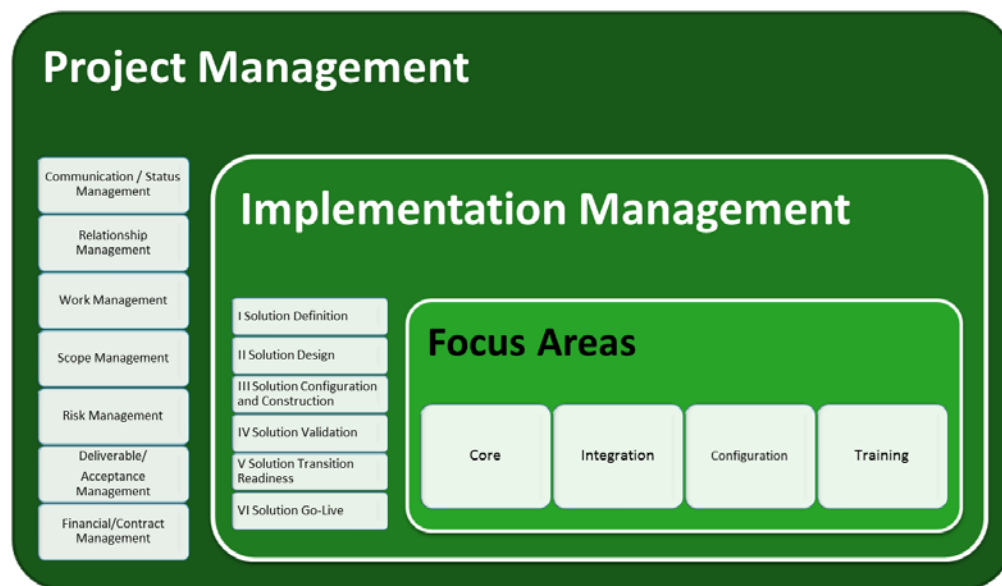 Project Management
Communication / Status
Management
Relationship
Management
Work Management
Scope Management
Risk Management
Deliverable/
Acceptance
Management
Financial/Contract
Management
Implementation Management
I Solution Definition
II Solution Design
III Solution Configuration
and Construction
IV Solution Validation
V Solution Transition
Readiness
VI Solution Go-Live
Focus Areas
Core
Integration
Configuration
Training